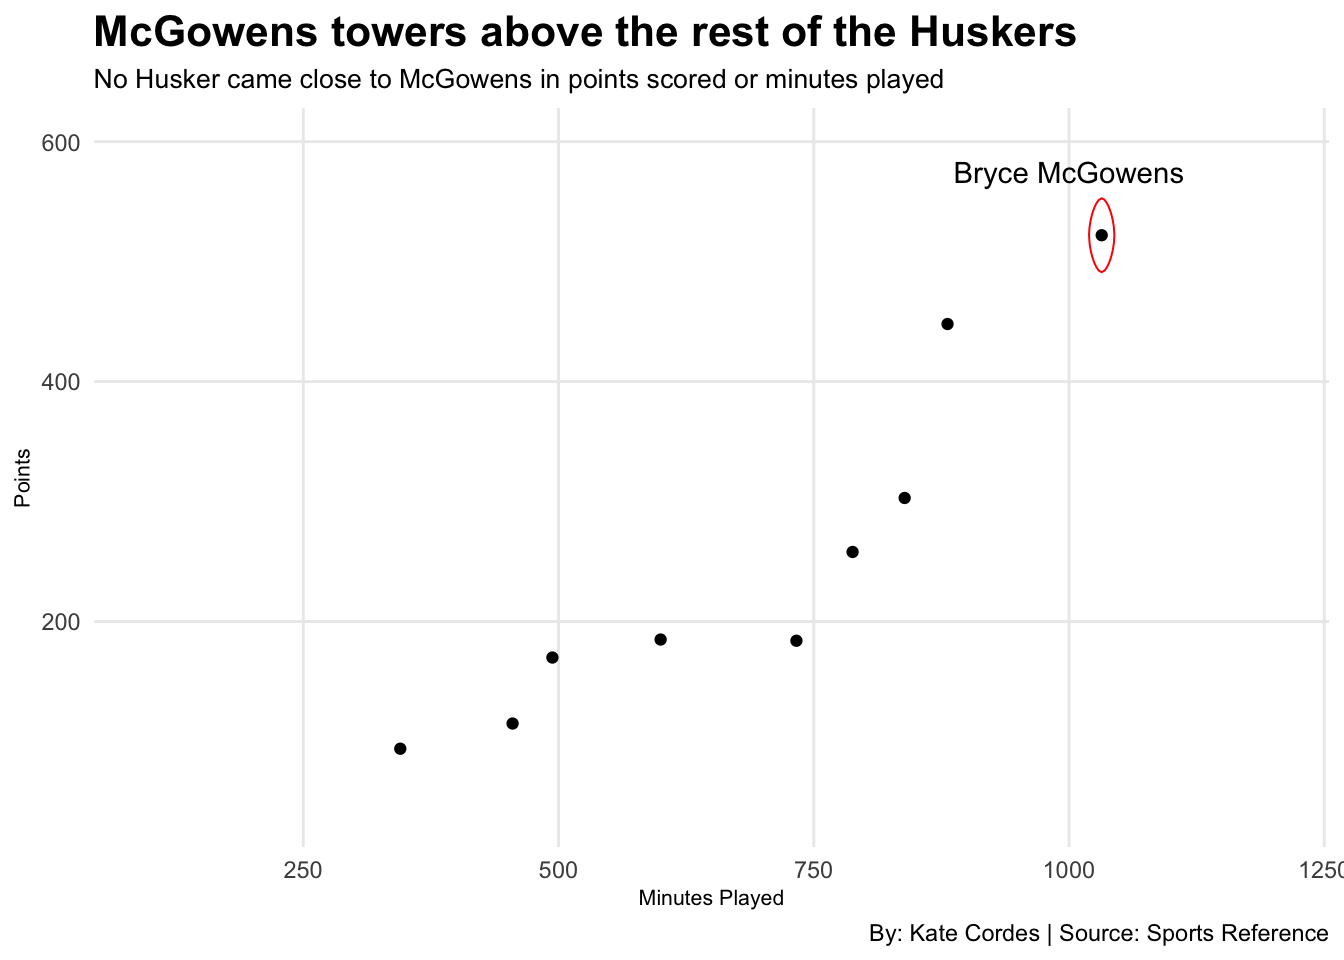 McGowens towers above the rest of the Huskers
No Husker came close to McGowens in points scored or minutes played
600
Bryce McGowens
400
Points
200
250 500 750 1000 1250
Minutes Played
By: Kate Cordes | Source: Sports Reference